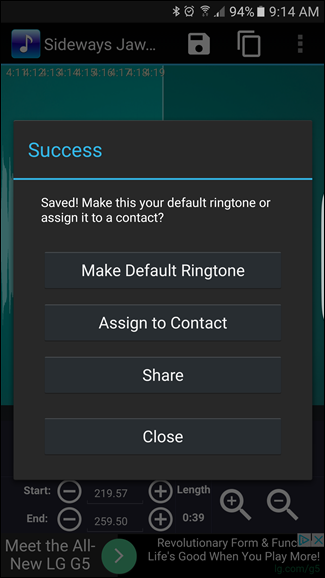 94% 9:14 AM
Sideways Jaw...
4:11 4:12 4:13 4:14 4:15 4:16 4:17 4:18 4:19
Success
Saved! Make this your default ringtone or
assign it to a contact?
Make Default Ringtone
Assign to Contact
Share
Close
Start: 219.57 Length
End: 259.50 0:39
Meet the All-
New LG G5
Revolutionary Form & Func
Life's Good When You Play More!
lg.com/g5